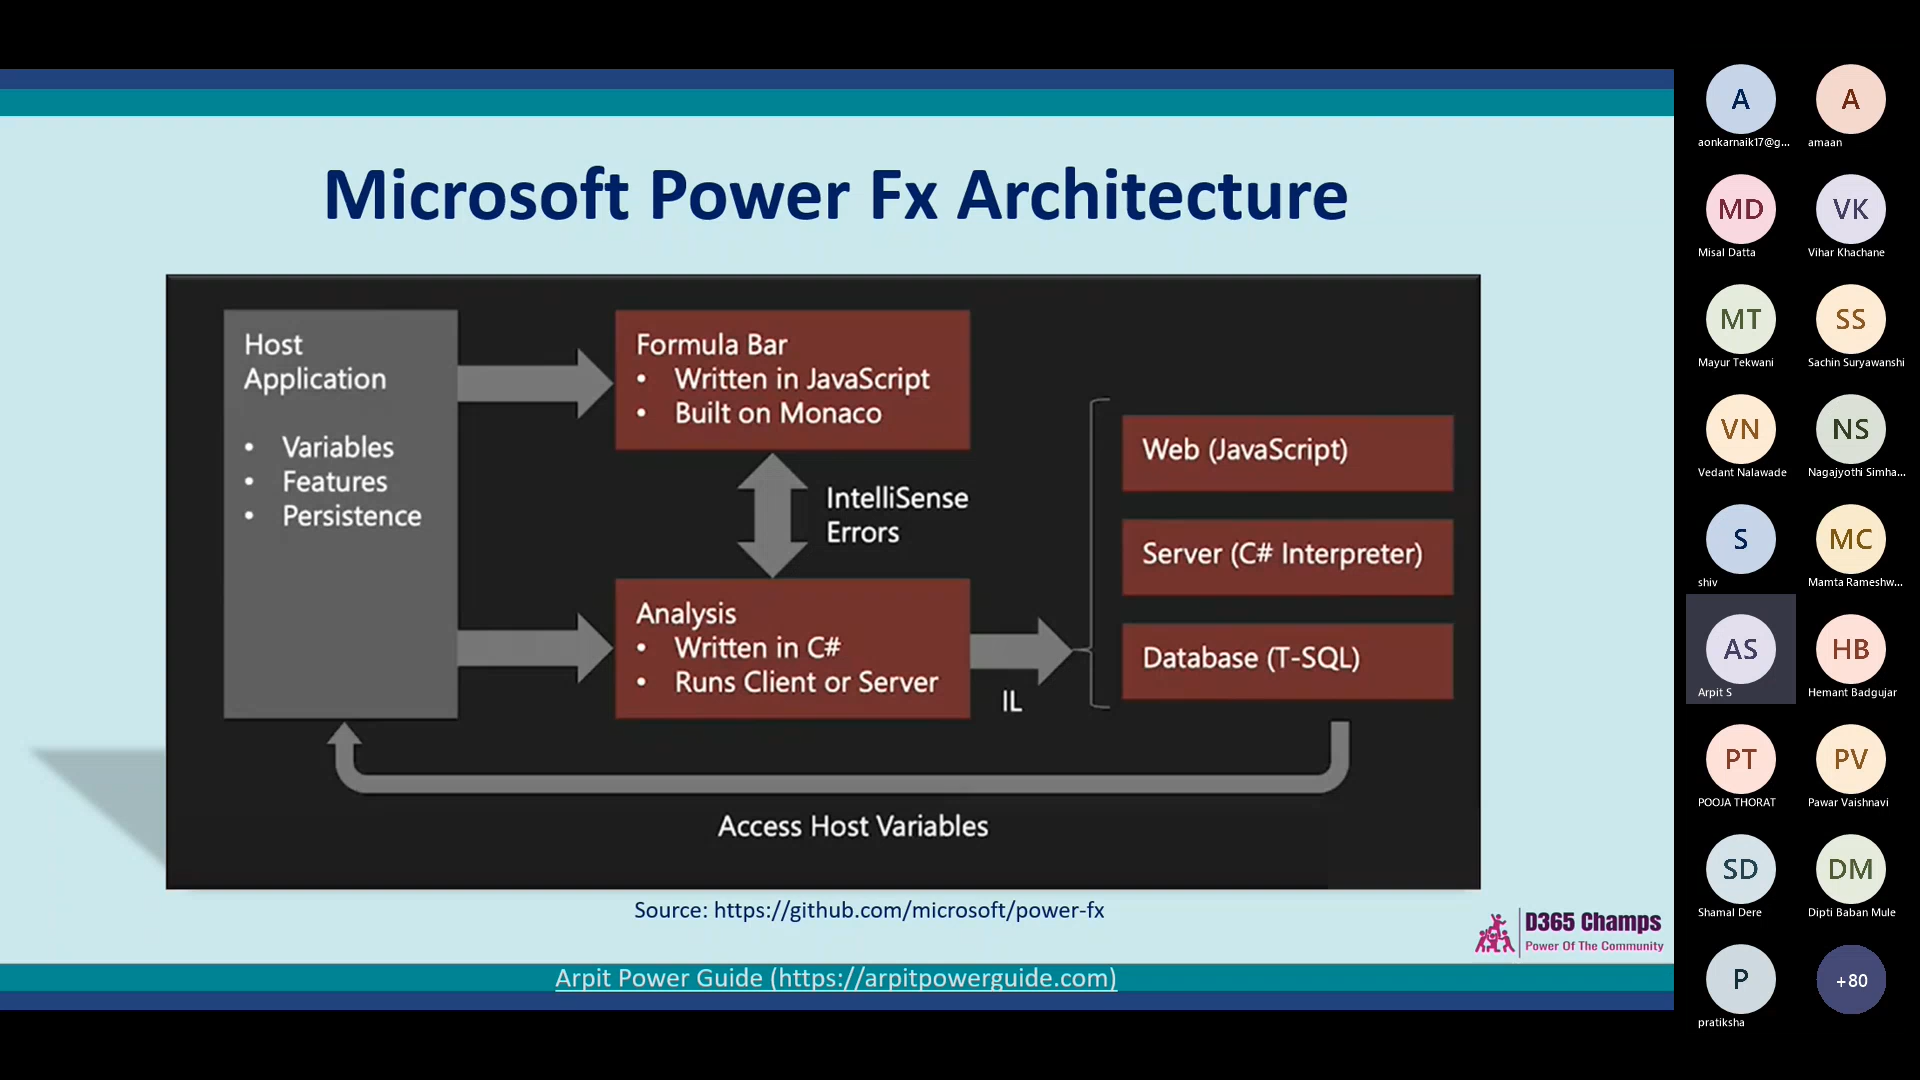 Microsoft Power Fx Architecture
Host
Application
• Variables
• Features
• Persistence
Formula Bar
• Written in JavaScript
• Built on Monaco
IntelliSense
Errors
Analysis
• Written in C#
• Runs Client or Server
IL
Web (JavaScript)
Server (C# Interpreter)
Database (T-SQL)
Access Host Variables
Source: https://github.com/microsoft/power-fx
D365 Champs
Power Of The Community
Arpit Power Guide (https://arpitpowerguide.com)
A
aonkarnaik17@g...
A
amaan
MD
Misal Datta
VK
Vihar Khachane
MT
Mayur Tekwani
SS
Sachin Suryawanshi
VN
Vedant Nalawade
NS
Nagajyothi Simha...
S
shiv
MC
Mamta Rameshw...
AS
Arpit S
HB
Hemant Badgujar
PT
POOJA THORAT
PV
Pawar Vaishnavi
SD
Shamal Dere
DM
Dipti Baban Mule
P
pratiksha
+80